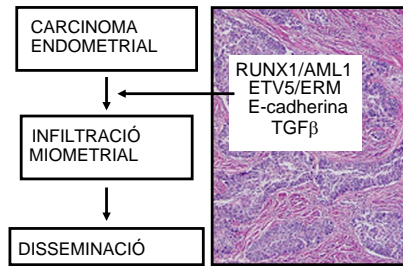 CARCINOMA
ENDOMETRIAL
RUNX1/AML1
ETV5/ERM
E-cadherina
TGFβ
INFILTRACIÓ
MIOMETRIAL
DISSEMINACIÓ